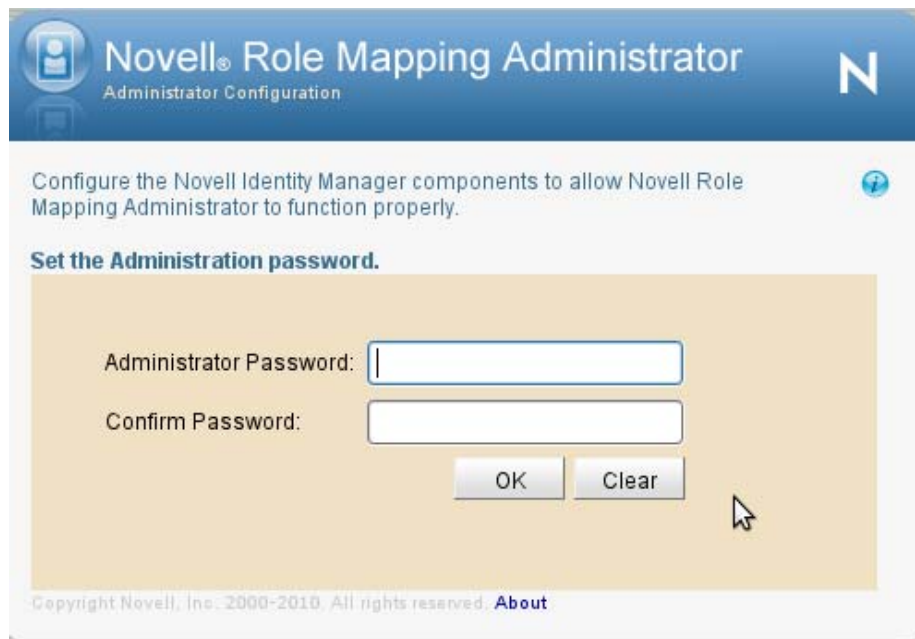 Novell® Role Mapping Administrator
Administrator Configuration
N
Configure the Novell Identity Manager components to allow Novell Role
Mapping Administrator to function properly.
i
Set the Administration password.
Administrator Password:
Confirm Password:
OK
Clear
Copyright Novell, Inc. 2000-2010. All rights reserved. About